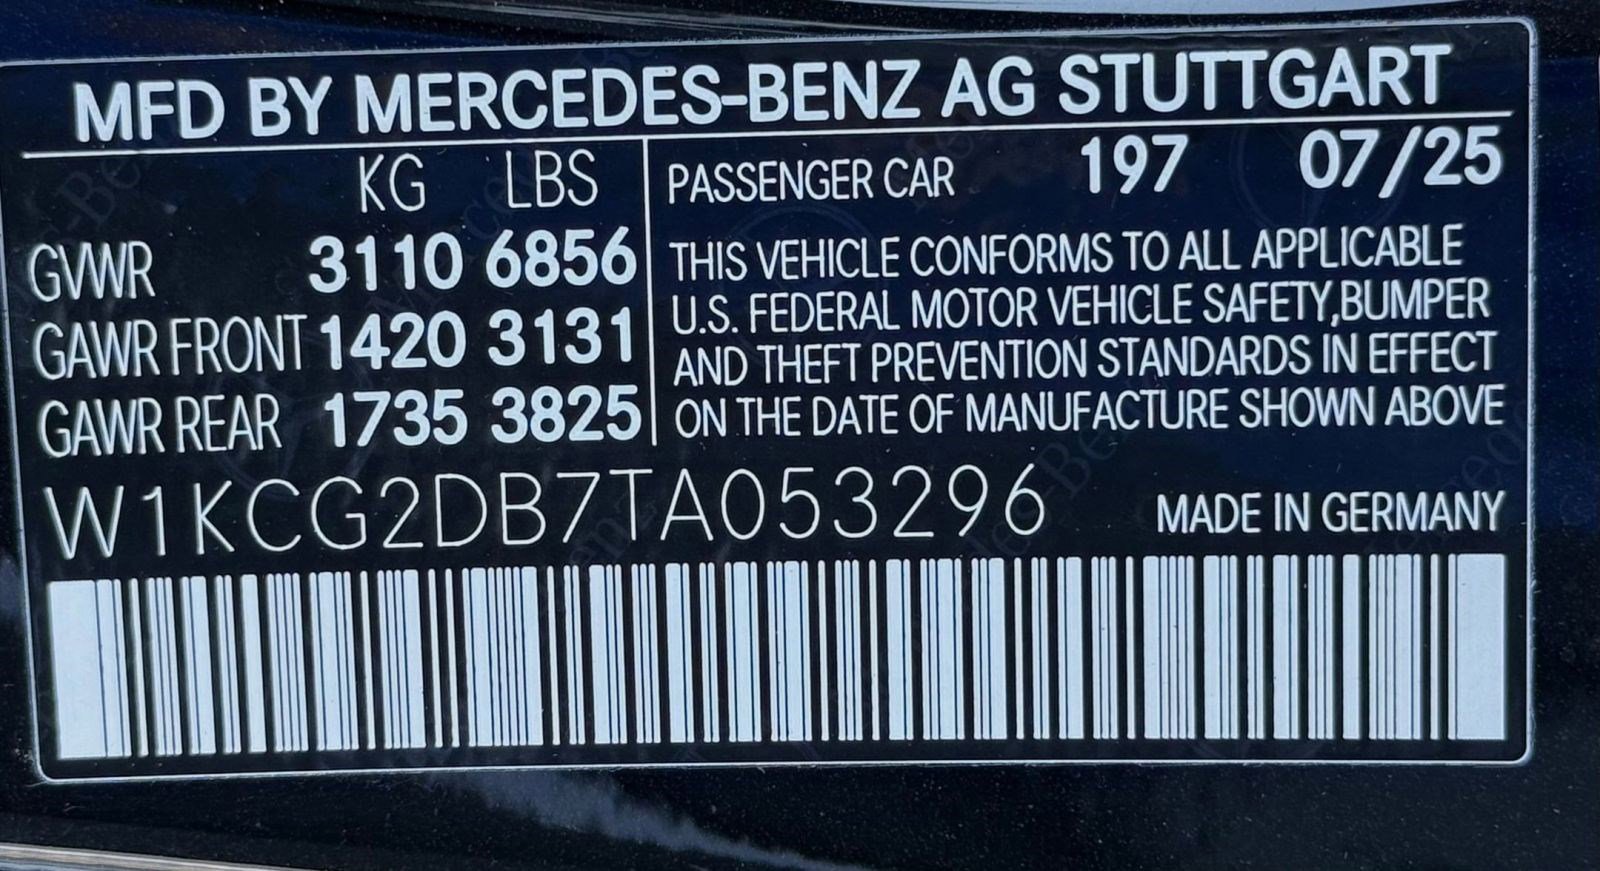 MFD BY MERCEDES-BENZ AG STUTTGART
KG LBS
GVWR 3110 6856
GAWR FRONT 1420 3131
GAWR REAR 1735 3825
PASSENGER CAR 197 07/25
THIS VEHICLE CONFORMS TO ALL APPLICABLE
U.S. FEDERAL MOTOR VEHICLE SAFETY,BUMPER
AND THEFT PREVENTION STANDARDS IN EFFECT
ON THE DATE OF MANUFACTURE SHOWN ABOVE
W1KCG2DB7TA053296
MADE IN GERMANY